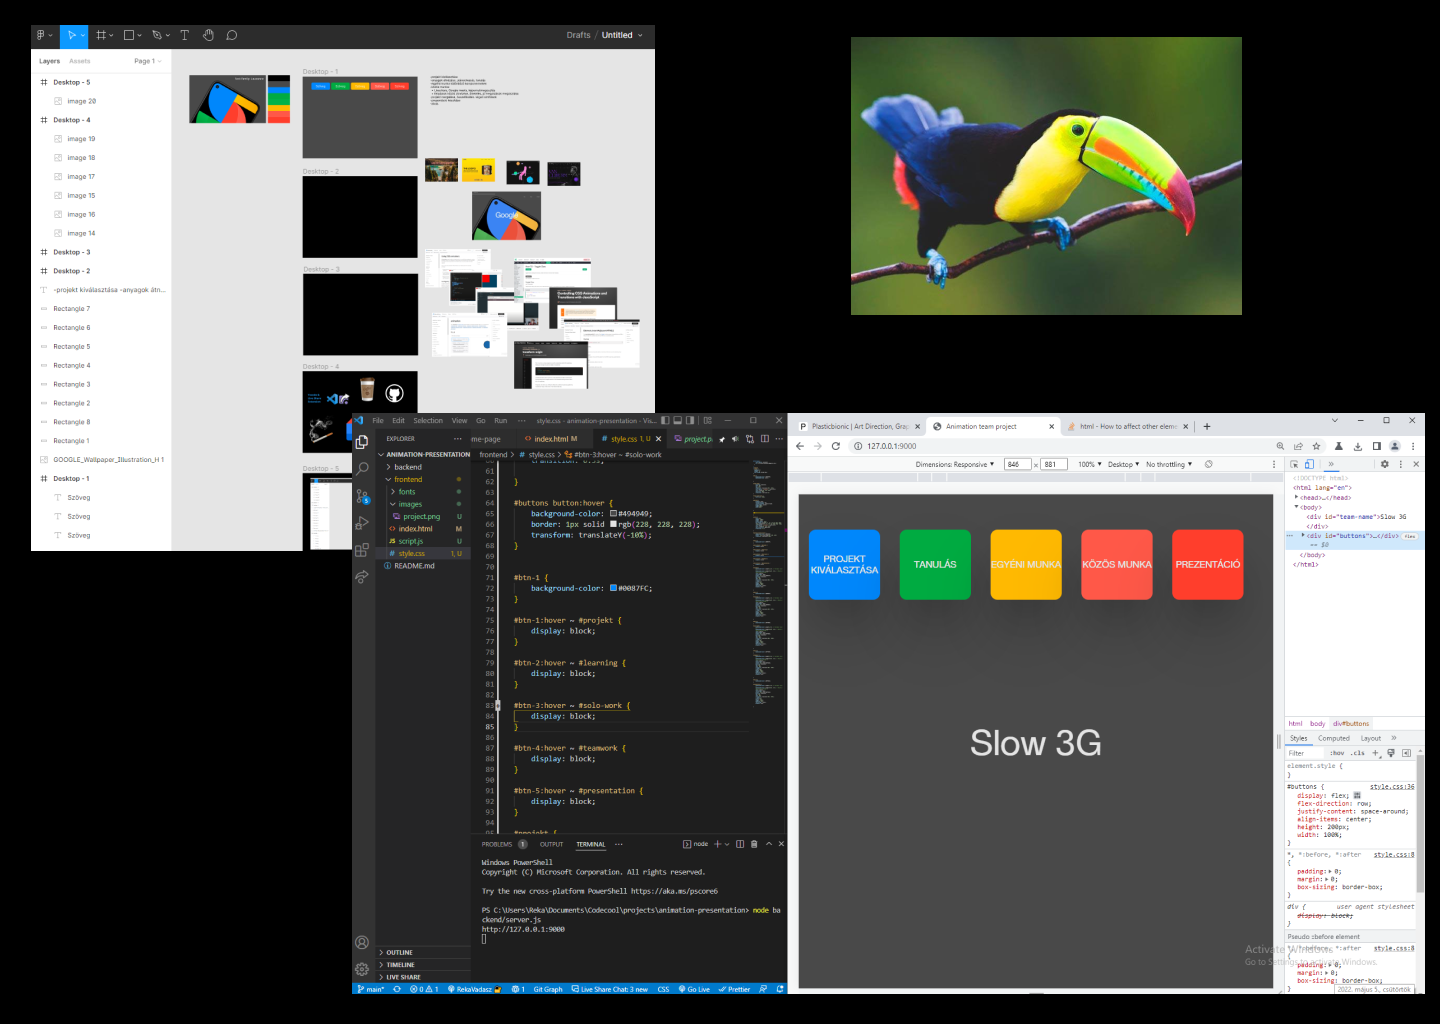 Drafts / Untitled
Layers
Assets
Page 1
Desktop - 5
image 20
Desktop - 4
image 19
image 18
image 17
image 15
image 16
image 14
Desktop - 3
Desktop - 2
-projekt kiválasztása -anyagok átn...
Rectangle 7
Rectangle 6
Rectangle 5
Rectangle 4
Rectangle 3
Rectangle 2
Rectangle 8
Rectangle 1
GOOGLE_Wallpaper_Illustration_H 1
Desktop - 1
Szöveg
Szöveg
Szöveg
Desktop - 1
Desktop - 2
Desktop - 3
Desktop - 4
Desktop - 5
Google
File Edit Selection View Go Run ···
style.css - animation-presentation - Vis...
EXPLORER
ANIMATION-PRESENTATION
backend
frontend
fonts
images
project.png U
index.html M
script.js U
style.css 1, U
README.md
OUTLINE
TIMELINE
LIVE SHARE
me-page
index.html M
style.css 1, U
project.p
frontend > # style.css > #btn-3:hover ~ #solo-work
61
62 }
63
64 #buttons button:hover {
65 background-color: #494949;
66 border: 1px solid rgb(228, 228, 228);
67 transform: translateY(-10%);
68 }
69
70
71 #btn-1 {
72 background-color: #0087FC;
73 }
74
75 #btn-1:hover ~ #projekt {
76 display: block;
77 }
78
79 #btn-2:hover ~ #learning {
80 display: block;
81 }
82
83 #btn-3:hover ~ #solo-work {
84 display: block;
85 }
86
87 #btn-4:hover ~ #teamwork {
88 display: block;
89 }
90
91 #btn-5:hover ~ #presentation {
92 display: block;
93 }
94
95 #projekt {
PROBLEMS 1 OUTPUT TERMINAL ···
node
Windows PowerShell
Copyright (C) Microsoft Corporation. All rights reserved.
Try the new cross-platform PowerShell https://aka.ms/pscore6
PS C:\Users\Reka\Documents\Codecool\projects\animation-presentation> node ba
ckend/server.js
http://127.0.0.1:9000
main* 0 1 RekaVadasz 1 Git Graph Live Share Chat: 3 new CSS Go Live Prettier
Plasticbionic | Art Direction, Grap
Animation team project
html - How to affect other eleme
127.0.0.1:9000
Dimensions: Responsive 846 x 881 100% Desktop No throttling
PROJEKT
KIVÁLASZTÁSA
TANULÁS
EGYÉNI MUNKA
KÖZÖS MUNKA
PREZENTÁCIÓ
Slow 3G
<!DOCTYPE html>
<html lang="en">
<head>…</head>
<body>
<div id="team-name">Slow 3G
</div>
<div id="buttons">…</div> flex
== $0
</body>
</html>
html body div#buttons
Styles Computed Layout
Filter :hov .cls
element.style {
}
#buttons { style.css:36
display: flex;
flex-direction: row;
justify-content: space-around;
align-items: center;
height: 200px;
width: 100%;
}
*, *:before, *:after style.css:8
{
padding: 0;
margin: 0;
box-sizing: border-box;
}
div { user agent stylesheet
display: block;
}
Pseudo ::before element
*, *:before, *:after style.css:8
{
padding: 0;
margin: 0;
box-sizing: border-box;
Activate Windows
Go to Settings to activate Windows.
2022. május 5., csütörtök